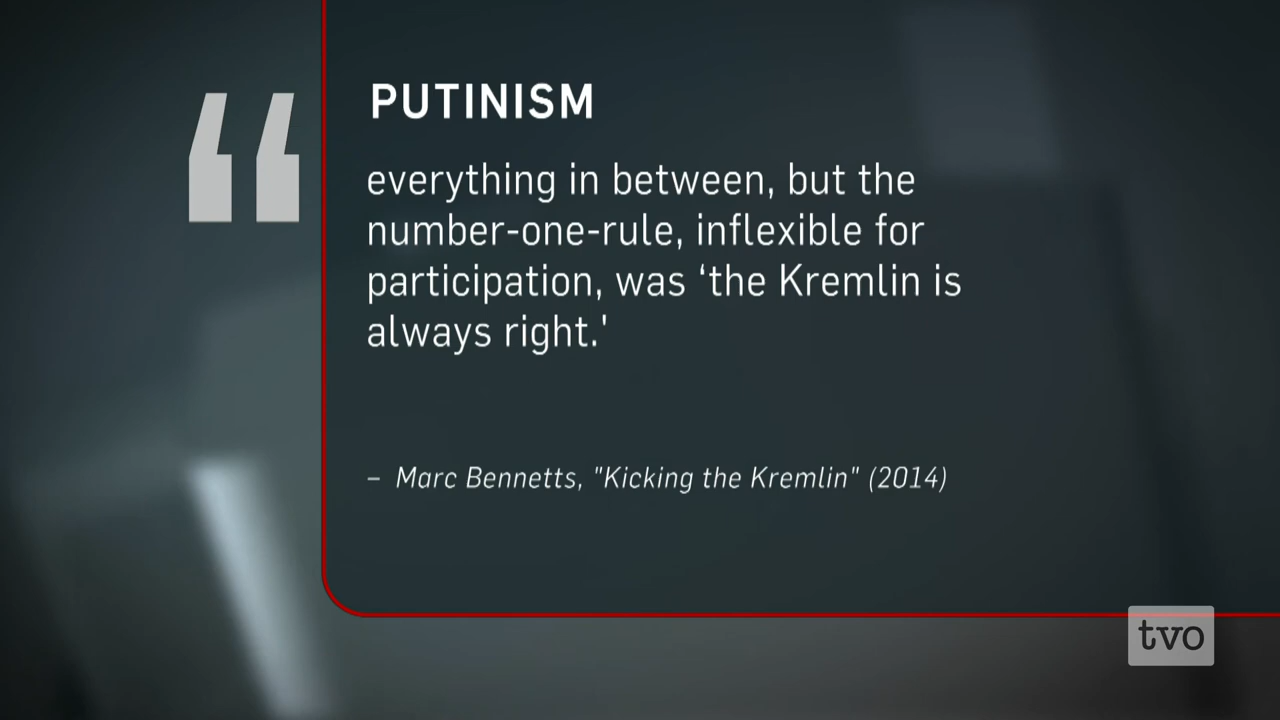 PUTINISM
everything in between, but the
number-one-rule, inflexible for
participation, was ‘the Kremlin is
always right.'
– Marc Bennetts, "Kicking the Kremlin" (2014)
tvo